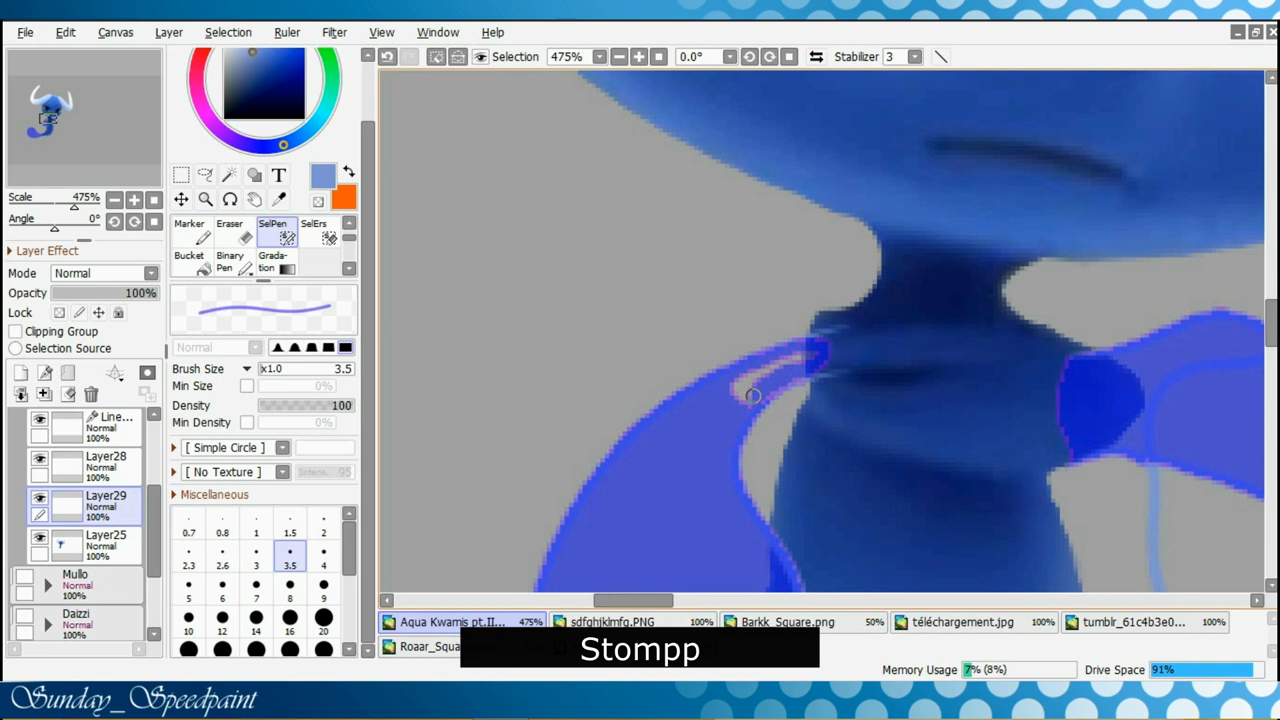 File Edit Canvas Layer Selection Ruler Filter View Window Help
Selection 475% 0.0° Stabilizer 3
Scale 475%
Angle 0°
Layer Effect
Mode Normal
Opacity 100%
Lock
Clipping Group
Selection Source
Line...
Normal
100%
Layer28
Normal
100%
Layer29
Normal
100%
Layer25
Normal
100%
Mullo
Normal
100%
Daizzi
Normal
100%
T
Marker Eraser SelPen SelErs
Bucket Binary Pen Grada-tion
Normal
Brush Size x1.0 3.5
Min Size 0%
Density 100
Min Density 0%
[ Simple Circle ]
[ No Texture ] 95
Miscellaneous
0.7 0.8 1 1.5 2
2.3 2.6 3 3.5 4
5 6 7 8 9
10 12 14 16 20
Aqua Kwamis pt.II... 475% sdfghjklmfg.PNG 100% Barkk_Square.png 50% téléchargement.jpg 100% tumblr_61c4b3e0... 100%
Stompp
Memory Usage 7% (8%) Drive Space 91%
Sunday_Speedpaint